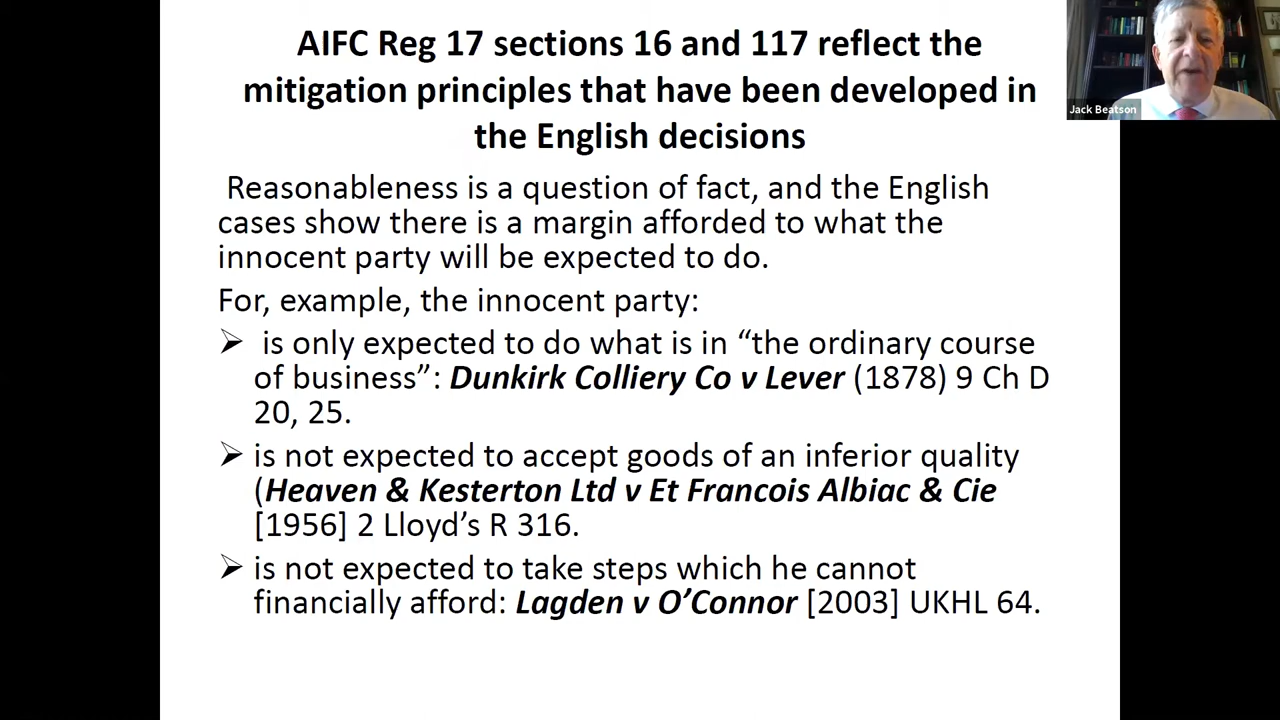 AIFC Reg 17 sections 16 and 117 reflect the
mitigation principles that have been developed in
the English decisions
Jack Beatson
Reasonableness is a question of fact, and the English
cases show there is a margin afforded to what the
innocent party will be expected to do.
For, example, the innocent party:
➢ is only expected to do what is in “the ordinary course
of business”: Dunkirk Colliery Co v Lever (1878) 9 Ch D
20, 25.
➢ is not expected to accept goods of an inferior quality
(Heaven & Kesterton Ltd v Et Francois Albiac & Cie
[1956] 2 Lloyd’s R 316.
➢ is not expected to take steps which he cannot
financially afford: Lagden v O’Connor [2003] UKHL 64.